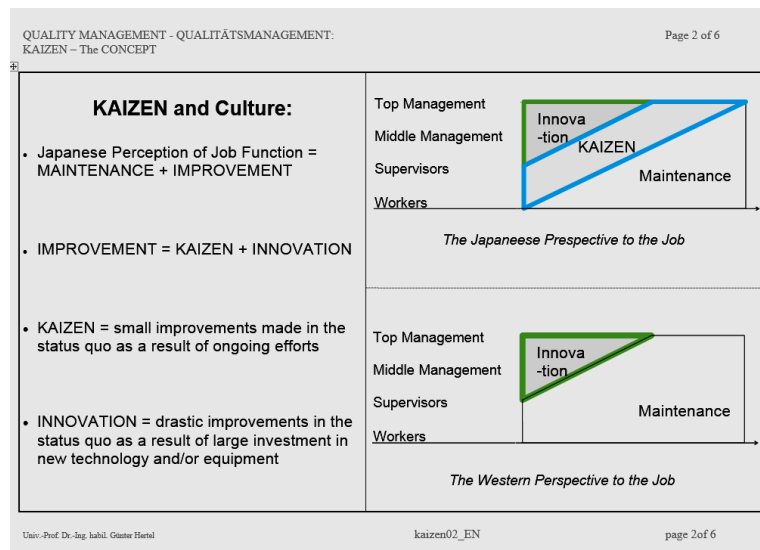 QUALITY MANAGEMENT - QUALITÄTSMANAGEMENT:
KAIZEN – The CONCEPT
Page 2 of 6
KAIZEN and Culture:
• Japanese Perception of Job Function =
MAINTENANCE + IMPROVEMENT
• IMPROVEMENT = KAIZEN + INNOVATION
• KAIZEN = small improvements made in the
status quo as a result of ongoing efforts
• INNOVATION = drastic improvements in the
status quo as a result of large investment in
new technology and/or equipment
Top Management
Middle Management
Supervisors
Workers
Innova
-tion
KAIZEN
Maintenance
The Japaneese Prespective to the Job
Top Management
Middle Management
Supervisors
Workers
Innova
-tion
Maintenance
The Western Perspective to the Job
Univ.-Prof. Dr.-Ing. habil. Günter Hertel
kaizen02_EN
page 2of 6